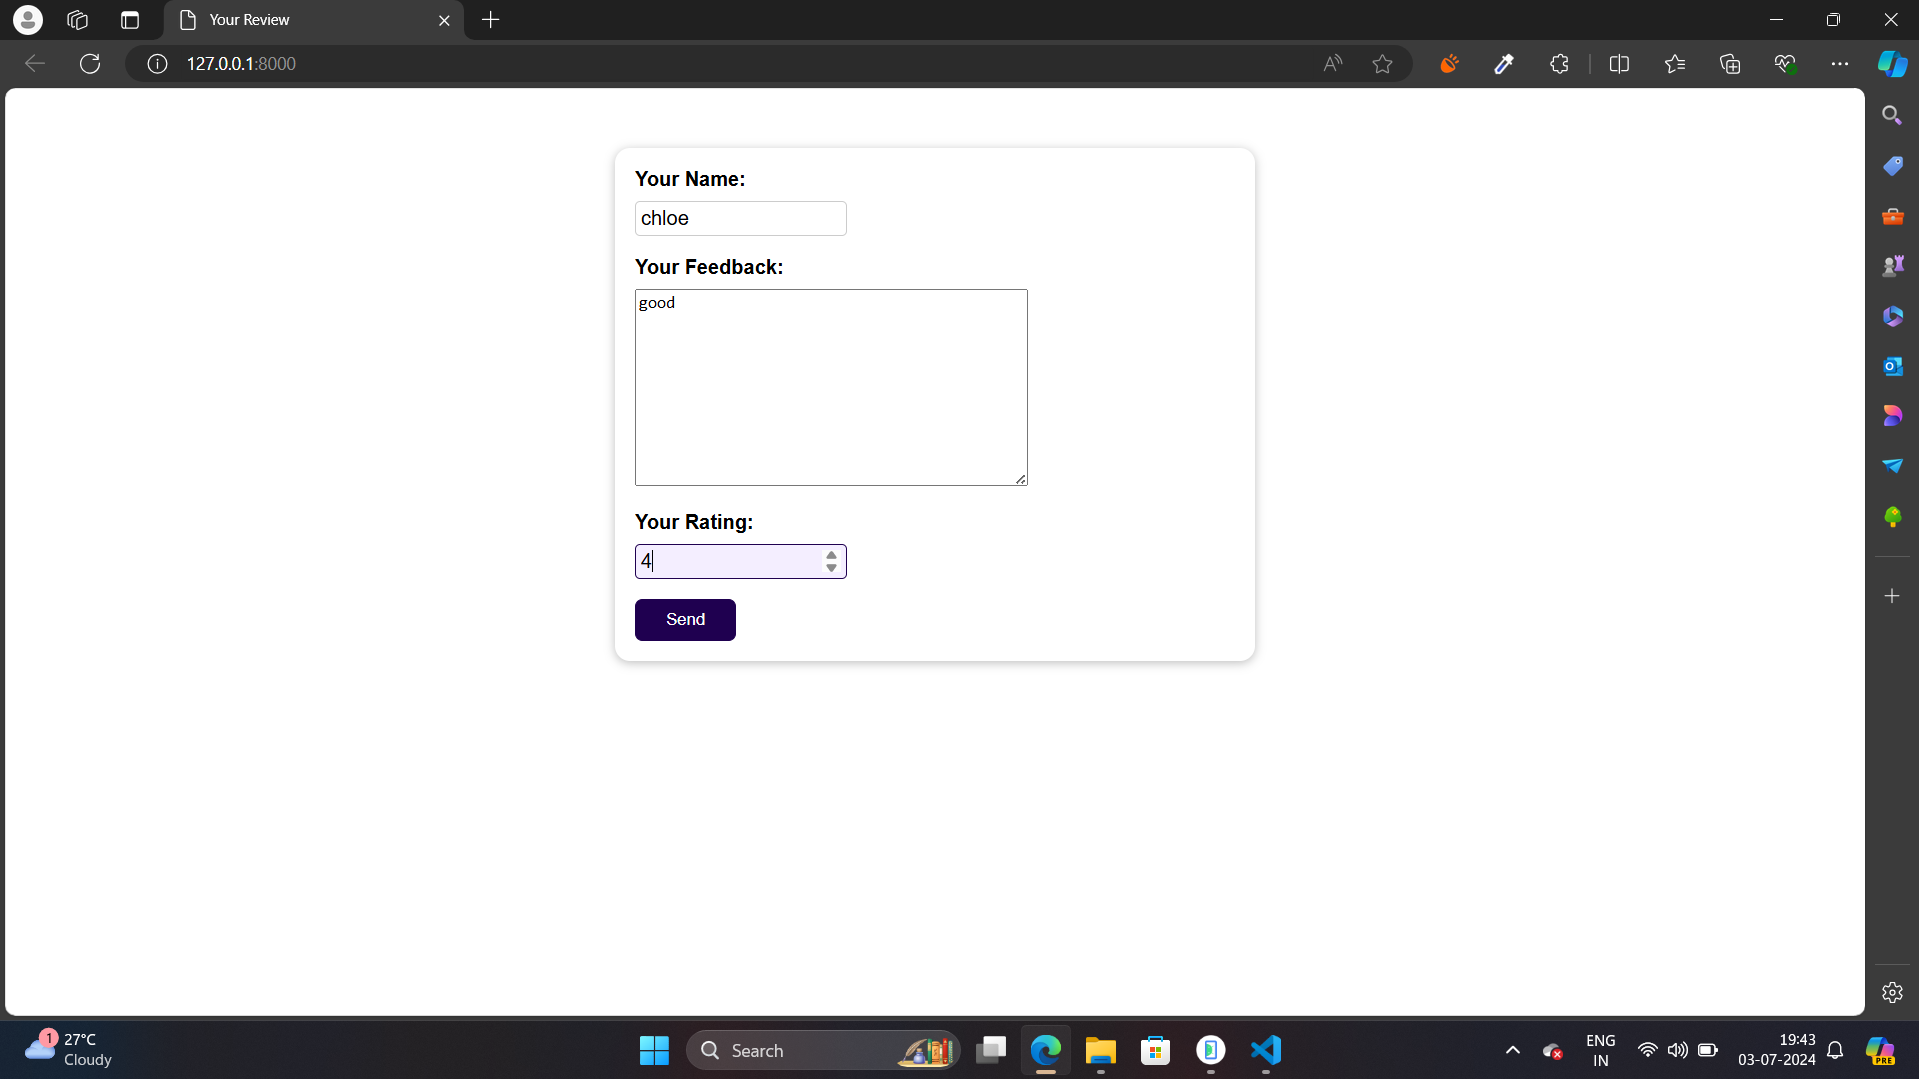 Your Review
127.0.0.1:8000
Your Name:
chloe
Your Feedback:
good
Your Rating:
4
Send
1
27°C
Cloudy
Search
ENG
IN
19:43
03-07-2024
PRE